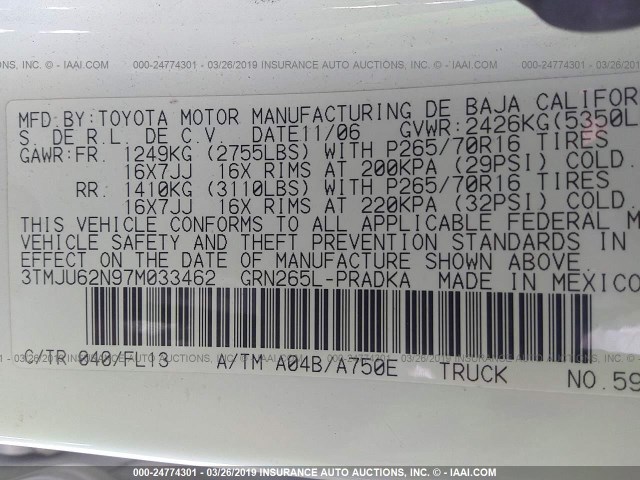 000-24774301 - 03/26/2019 INSURANCE AUTO AUCTIONS, INC. - IAAI.COM
MFD BY: TOYOTA MOTOR MANUFACTURING DE BAJA CALIFOR
S. DE R.L. DE C.V. DATE 11/06 GVWR: 2426KG(5350L
GAWR: FR. 1249KG (2755LBS) WITH P265/70R16 TIRES
16X7JJ 16X RIMS AT 200KPA (29PSI) COLD.
RR: 1410KG (3110LBS) WITH P265/70R16 TIRES
16X7JJ 16X RIMS AT 220KPA (32PSI) COLD.
THIS VEHICLE CONFORMS TO ALL APPLICABLE FEDERAL M
VEHICLE SAFETY AND THEFT PREVENTION STANDARDS IN
EFFECT ON THE DATE OF MANUFACTURE SHOWN ABOVE.
3TMJU62N97M033462 GRN265L-PRADKA MADE IN MEXICO
C/TR 040/FL13 A/TM A04B/A750E TRUCK NO.59
000-24774301 - 03/26/2019 INSURANCE AUTO AUCTIONS, INC. - IAAI.COM